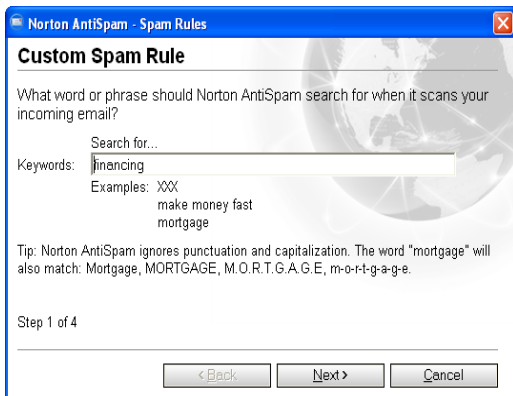 Norton AntiSpam - Spam Rules
Custom Spam Rule
What word or phrase should Norton AntiSpam search for when it scans your
incoming email?
Search for...
Keywords: financing
Examples: XXX
make money fast
mortgage
Tip: Norton AntiSpam ignores punctuation and capitalization. The word "mortgage" will
also match: Mortgage, MORTGAGE, M.O.R.T.G.A.G.E, m-o-r-t-g-a-g-e.
Step 1 of 4
< Back Next > Cancel